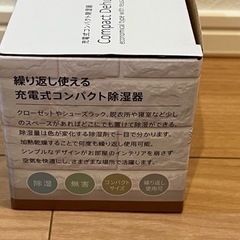 充電式コンパクト除湿器
Compact Dehu
economical type with reus
繰り返し使える
充電式コンパクト除湿器
クローゼットやシューズラック、脱衣所や寝室など少し
のスペースがあればどこにでも置けて除湿ができる。
除湿量は色が変化する除湿剤で一目で分かります。
加熱乾燥することで何度も繰り返し使用可能。
シンプルなデザインがお部屋のインテリアを崩さず
空気を快適にし、さまざまな場所で活躍します。
除湿
無害
コンパクトサイズ
繰り返し使用可